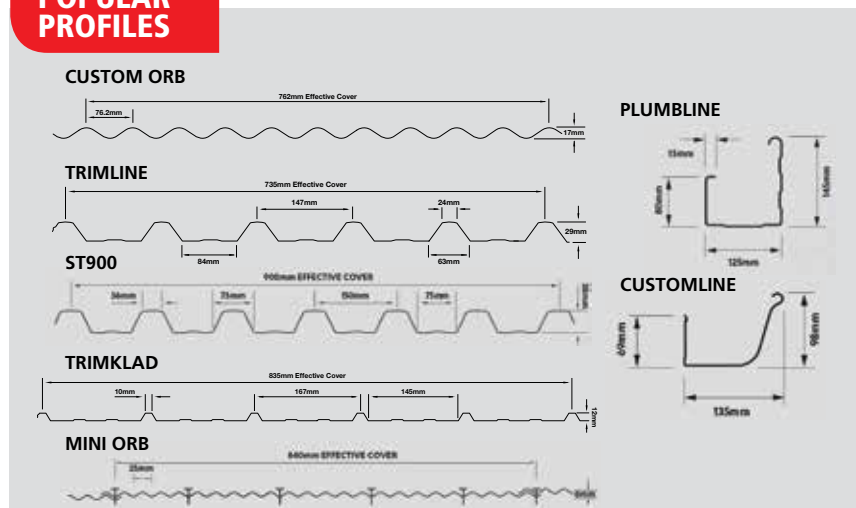 POPULAR
PROFILES
CUSTOM ORB
762mm Effective Cover
76.2mm
17mm
TRIMLINE
735mm Effective Cover
147mm
24mm
29mm
84mm
63mm
ST900
900mm EFFECTIVE COVER
36mm
75mm
150mm
75mm
TRIMKLAD
835mm Effective Cover
10mm
167mm
145mm
12mm
MINI ORB
840mm EFFECTIVE COVER
25mm
PLUMBLINE
15mm
80mm
145mm
125mm
CUSTOMLINE
69mm
98mm
135mm